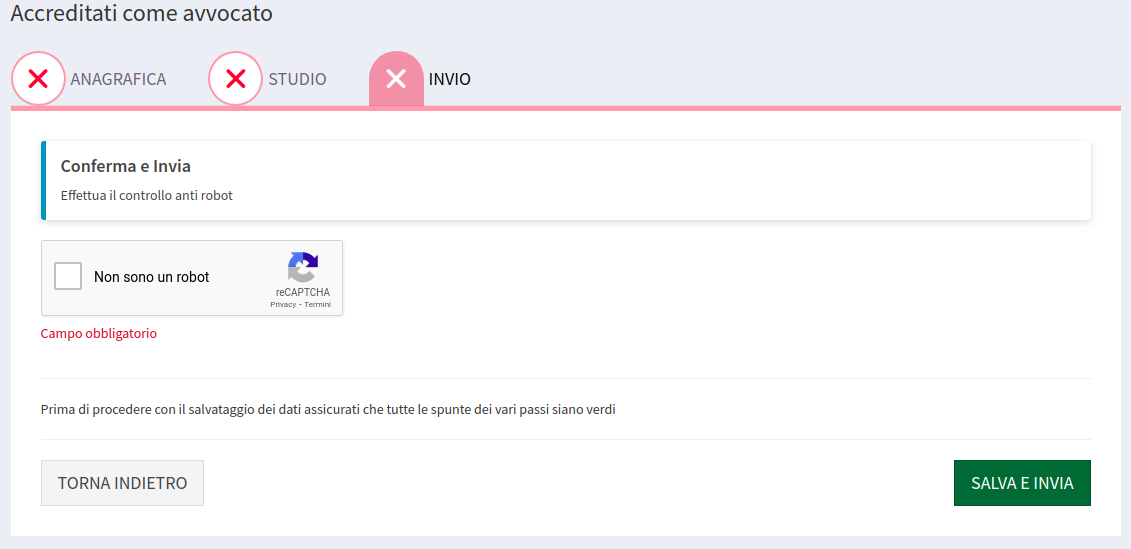 Accreditati come avvocato
ANAGRAFICA
STUDIO
INVIO
Conferma e Invia
Effettua il controllo anti robot
Non sono un robot
reCAPTCHA
Privacy - Termini
Campo obbligatorio
Prima di procedere con il salvataggio dei dati assicurati che tutte le spunte dei vari passi siano verdi
TORNA INDIETRO
SALVA E INVIA